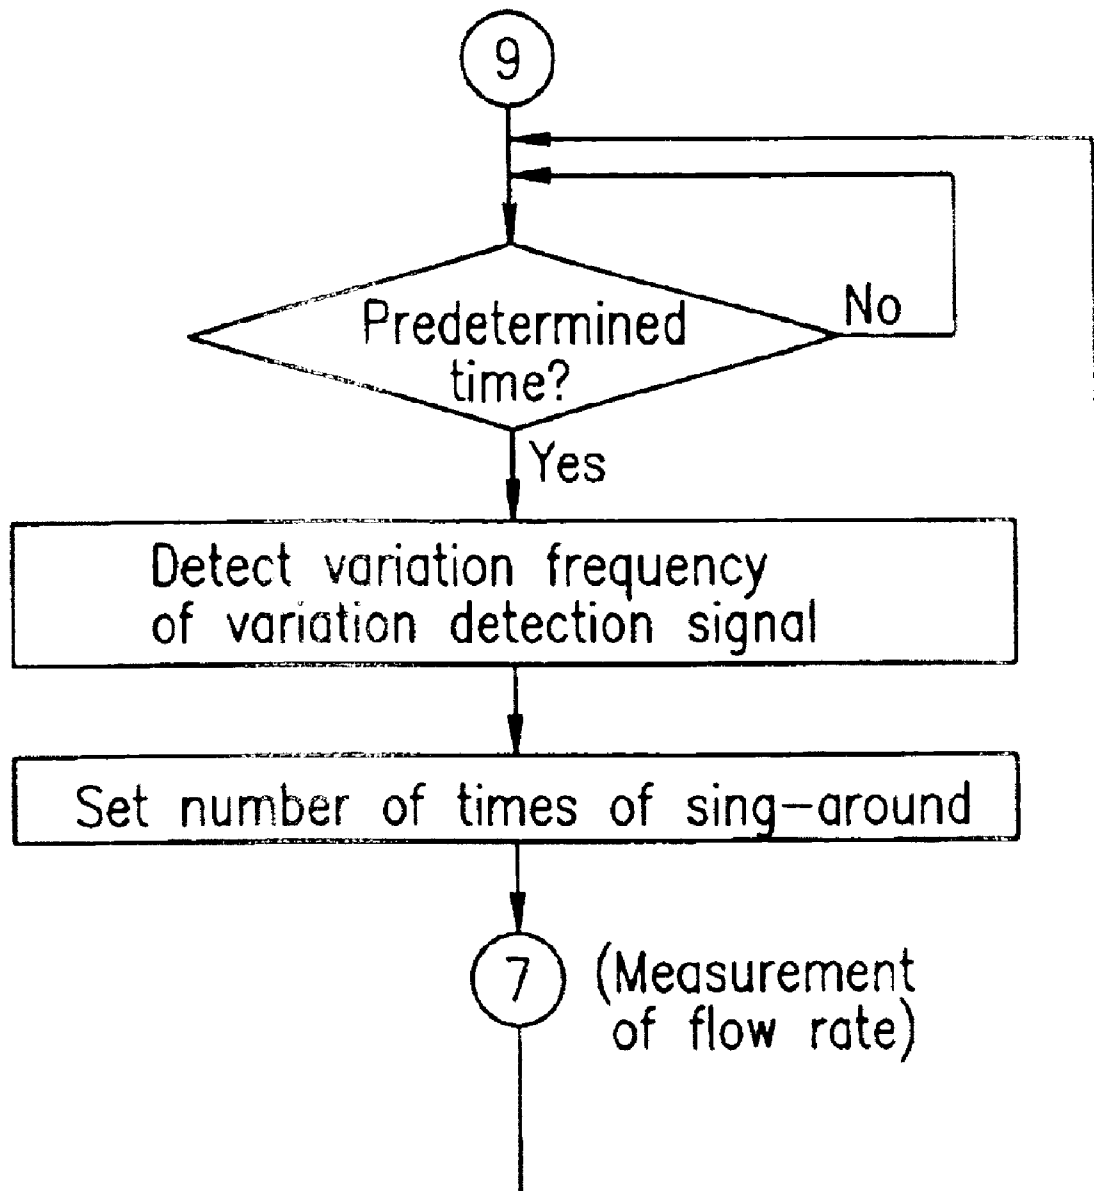 9
Predetermined
time?
No
Yes
Detect variation frequency
of variation detection signal
Set number of times of sing-around
7
(Measurement
of flow rate)